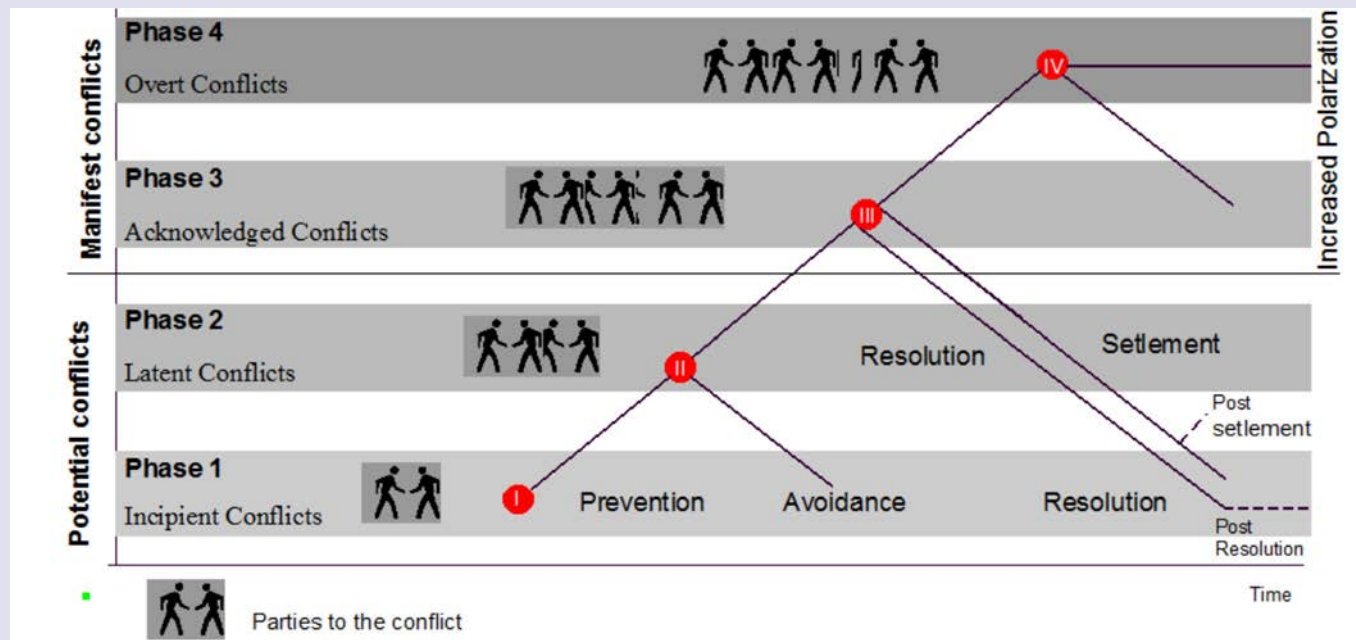 Manifest conflicts
Potential conflicts
Increased Polarization
Phase 4
Overt Conflicts
IV
Phase 3
Acknowledged Conflicts
III
Phase 2
Latent Conflicts
II
Resolution
Setlement
Post
setlement
Phase 1
Incipient Conflicts
I
Prevention
Avoidance
Resolution
Post
Resolution
Time
Parties to the conflict